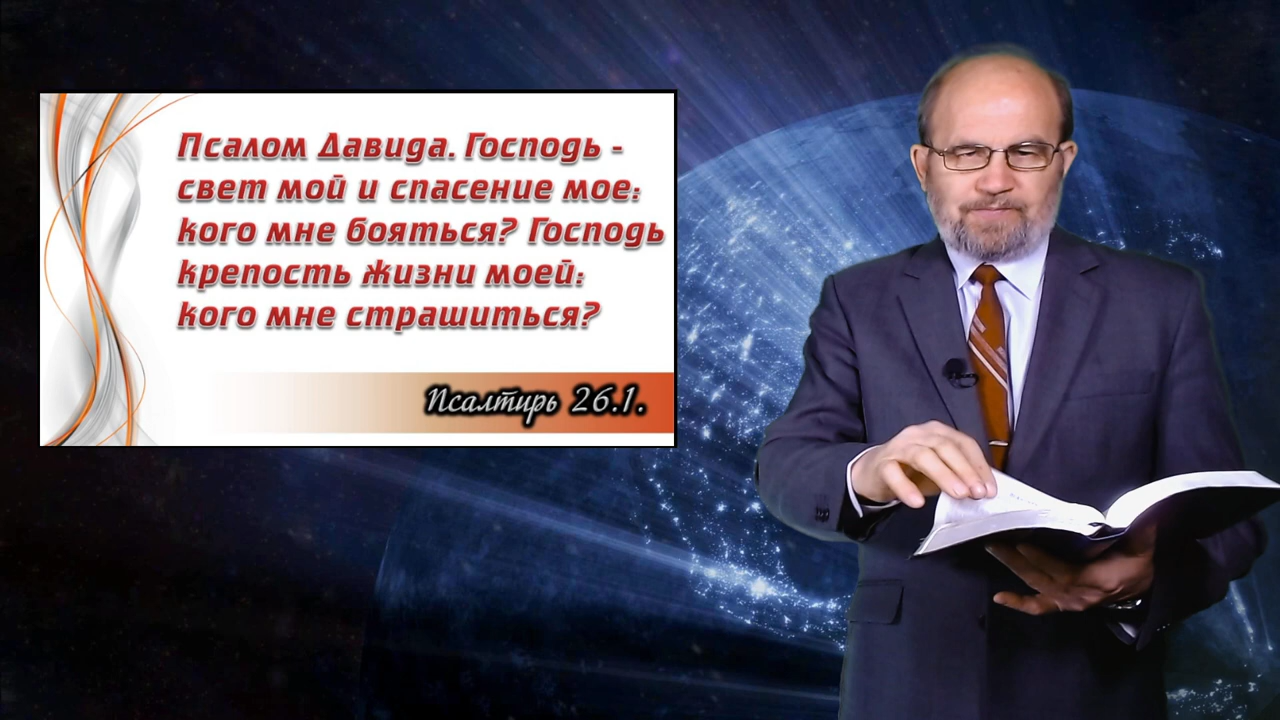 Псалом Давида. Господь -
свет мой и спасение мое:
кого мне бояться? Господь
крепость жизни моей:
кого мне страшиться?
Псалтирь 26.1.